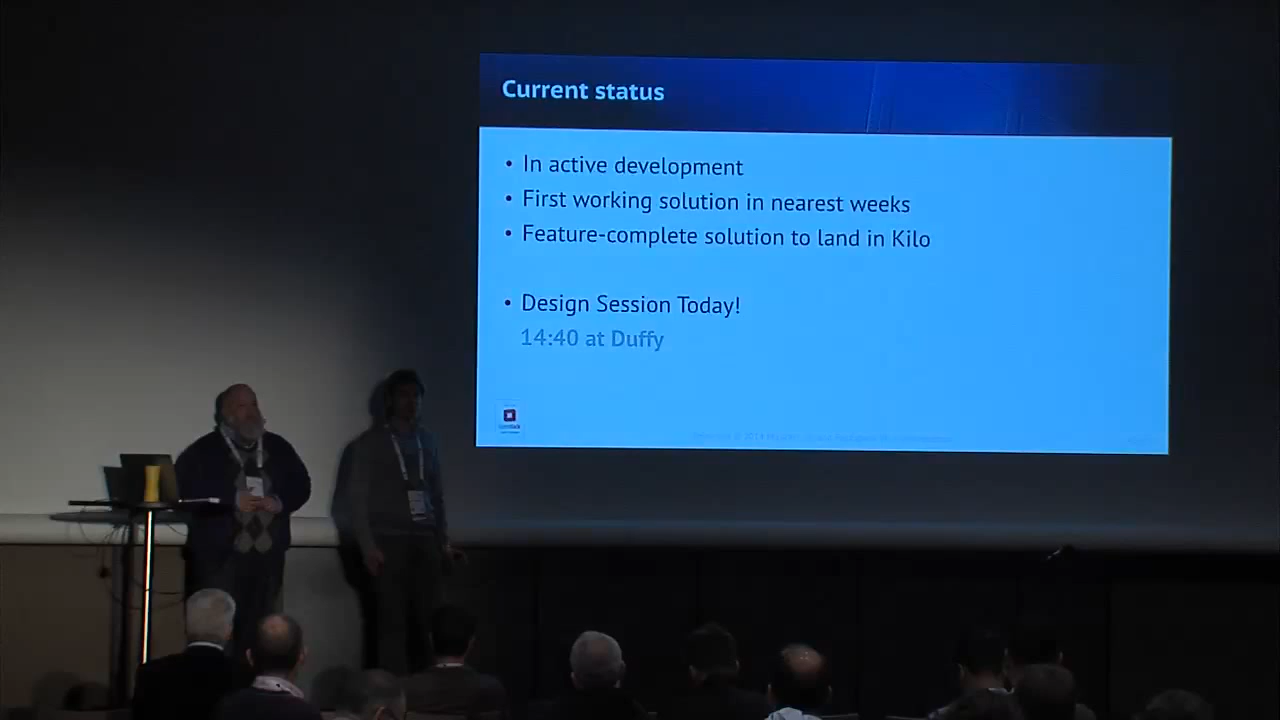 Current status
• In active development
• First working solution in nearest weeks
• Feature-complete solution to land in Kilo
• Design Session Today!
14:40 at Duffy